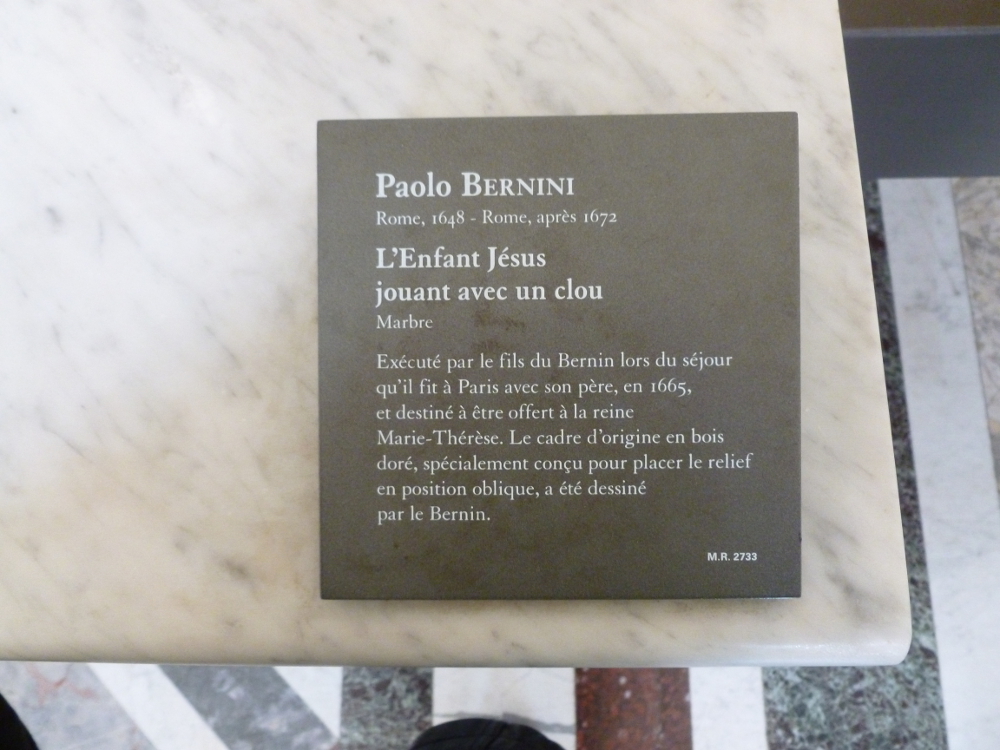 Paolo BERNINI
Rome, 1648 - Rome, après 1672
L'Enfant Jésus
jouant avec un clou
Marbre
Exécuté par le fils du Bernin lors du séjour
qu'il fit à Paris avec son père, en 1665,
et destiné à être offert à la reine
Marie-Thérèse. Le cadre d'origine en bois
doré, spécialement conçu pour placer le relief
en position oblique, a été dessiné
par le Bernin.
M.R. 2733